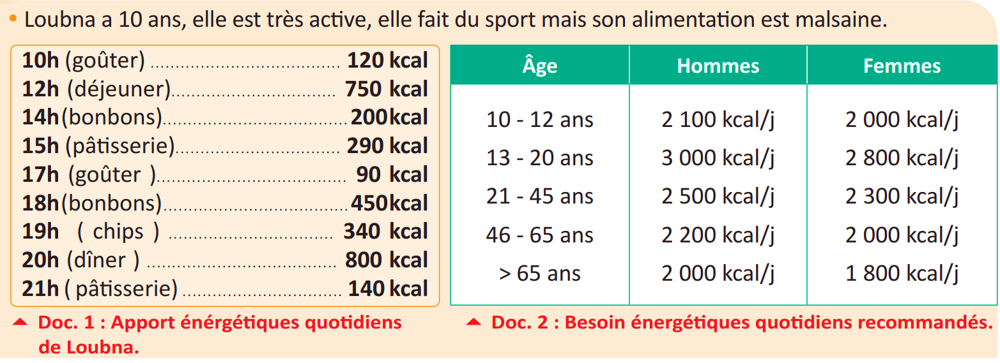 • Loubna a 10 ans, elle est très active, elle fait du sport mais son alimentation est malsaine.
10h (goûter) ................................ 120 kcal
12h (déjeuner)................................ 750 kcal
14h(bonbons)................................ 200kcal
15h (pâtisserie)................................ 290 kcal
17h (goûter )................................ 90 kcal
18h(bonbons)................................ 450kcal
19h ( chips ) ................................ 340 kcal
20h (dîner ) ................................ 800 kcal
21h ( pâtisserie) ................................ 140 kcal
Doc. 1 : Apport énérgétiques quotidiens
de Loubna.
Âge Hommes Femmes
10 - 12 ans 2 100 kcal/j 2 000 kcal/j
13 - 20 ans 3 000 kcal/j 2 800 kcal/j
21 - 45 ans 2 500 kcal/j 2 300 kcal/j
46 - 65 ans 2 200 kcal/j 2 000 kcal/j
> 65 ans 2 000 kcal/j 1 800 kcal/j
Doc. 2 : Besoin énergétiques quotidiens recommandés.